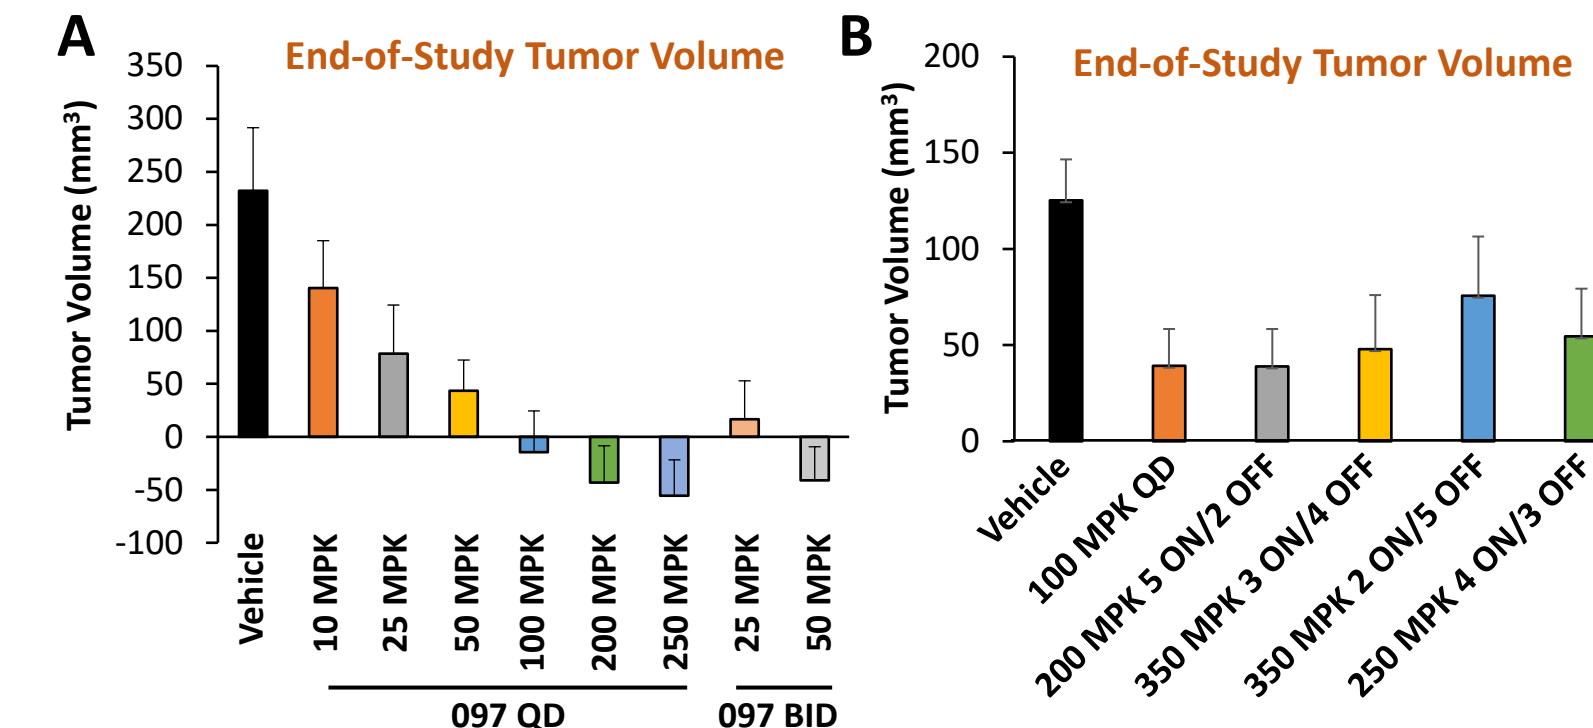 A
End-of-Study Tumor Volume
Tumor Volume (mm³)
350
300
250
200
150
100
50
0
-50
-100
Vehicle
10 MPK
25 MPK
50 MPK
100 MPK
200 MPK
250 MPK
25 MPK
50 MPK
097 QD
097 BID
B
End-of-Study Tumor Volume
Tumor Volume (mm³)
200
150
100
50
0
Vehicle
100 MPK QD
200 MPK 5 ON/2 OFF
350 MPK 3 ON/4 OFF
350 MPK 2 ON/5 OFF
250 MPK 4 ON/3 OFF